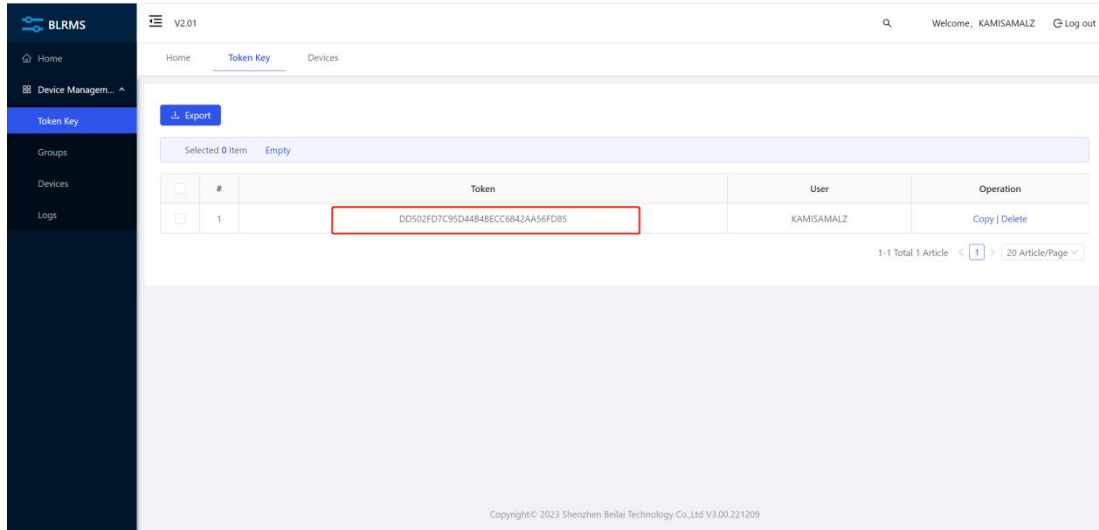 BLRMS
V2.01
Welcome, KAMISAMALZ
Log out
Home
Device Managem...
Token Key
Groups
Devices
Logs
Home Token Key Devices
Export
Selected 0 Item Empty
# Token User Operation
1 DD502FD7C95D44B4BECC6842AA56FD85 KAMISAMALZ Copy | Delete
1-1 Total 1 Article < 1 > 20 Article/Page
Copyright© 2023 Shenzhen Beilai Technology Co.,Ltd V3.00.221209